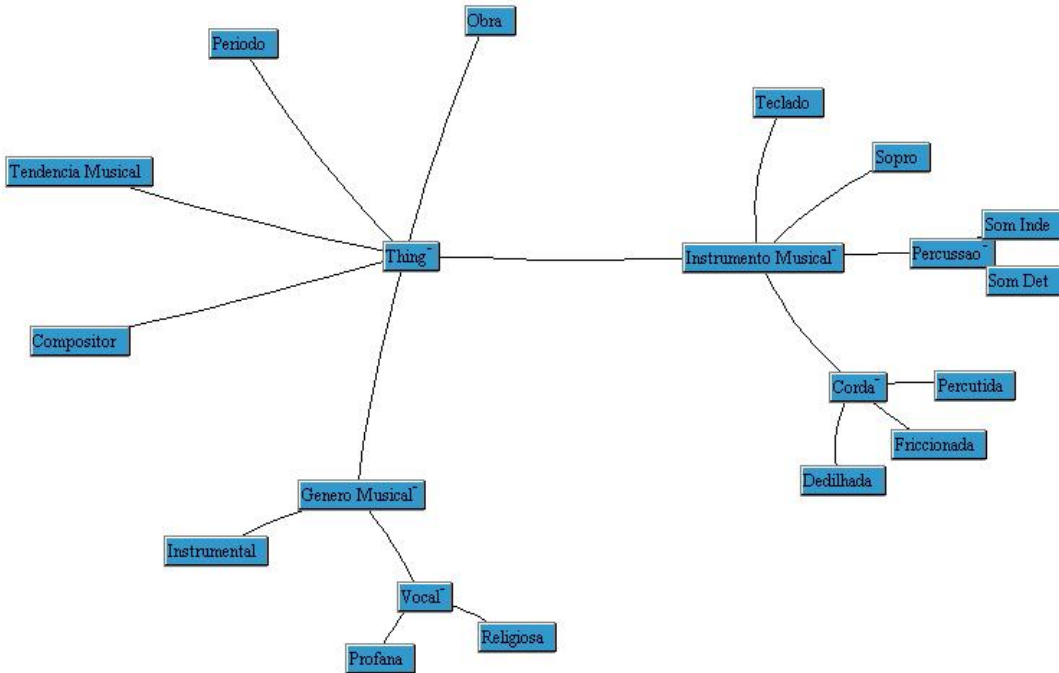 Obra
Periodo
Teclado
Sopro
Tendencia Musical
Som Inde
Thing¯
Instrumento Musical¯
Percussao¯
Som Det
Compositor
Corda¯
Percutida
Friccionada
Dedilhada
Genero Musical¯
Instrumental
Vocal¯
Religiosa
Profana